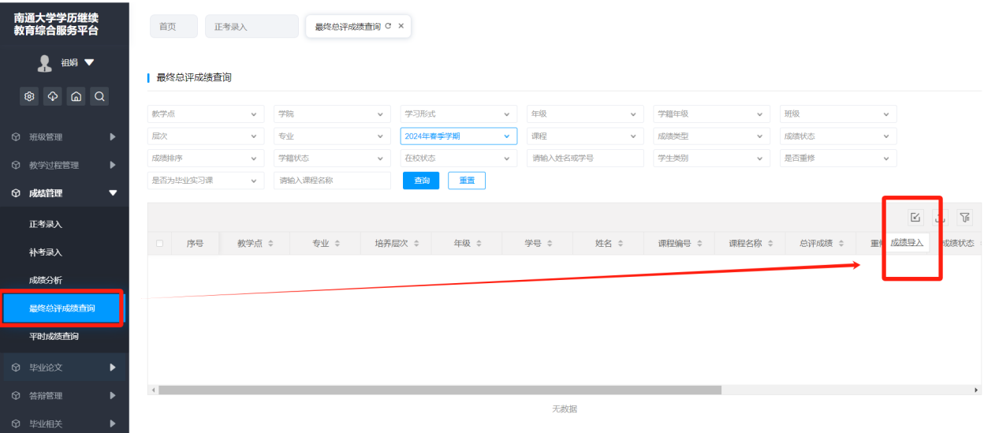 南通大学学历继续
教育综合服务平台
祖娟
班级管理
教学过程管理
成绩管理
正考录入
补考录入
成绩分析
最终总评成绩查询
平时成绩查询
毕业论文
答辩管理
毕业相关
首页 正考录入 最终总评成绩查询
最终总评成绩查询
教学点 学院 学习形式 年级 学籍年级 班级
层次 专业 2024年春季学期 课程 成绩类型 成绩状态
成绩排序 学籍状态 在校状态 请输入姓名或学号 学生类别 是否重修
是否为毕业实习课 请输入课程名称 查询 重置
序号 教学点 专业 培养层次 年级 学号 姓名 课程编号 课程名称 总评成绩 重 成绩导入 成绩状态
无数据